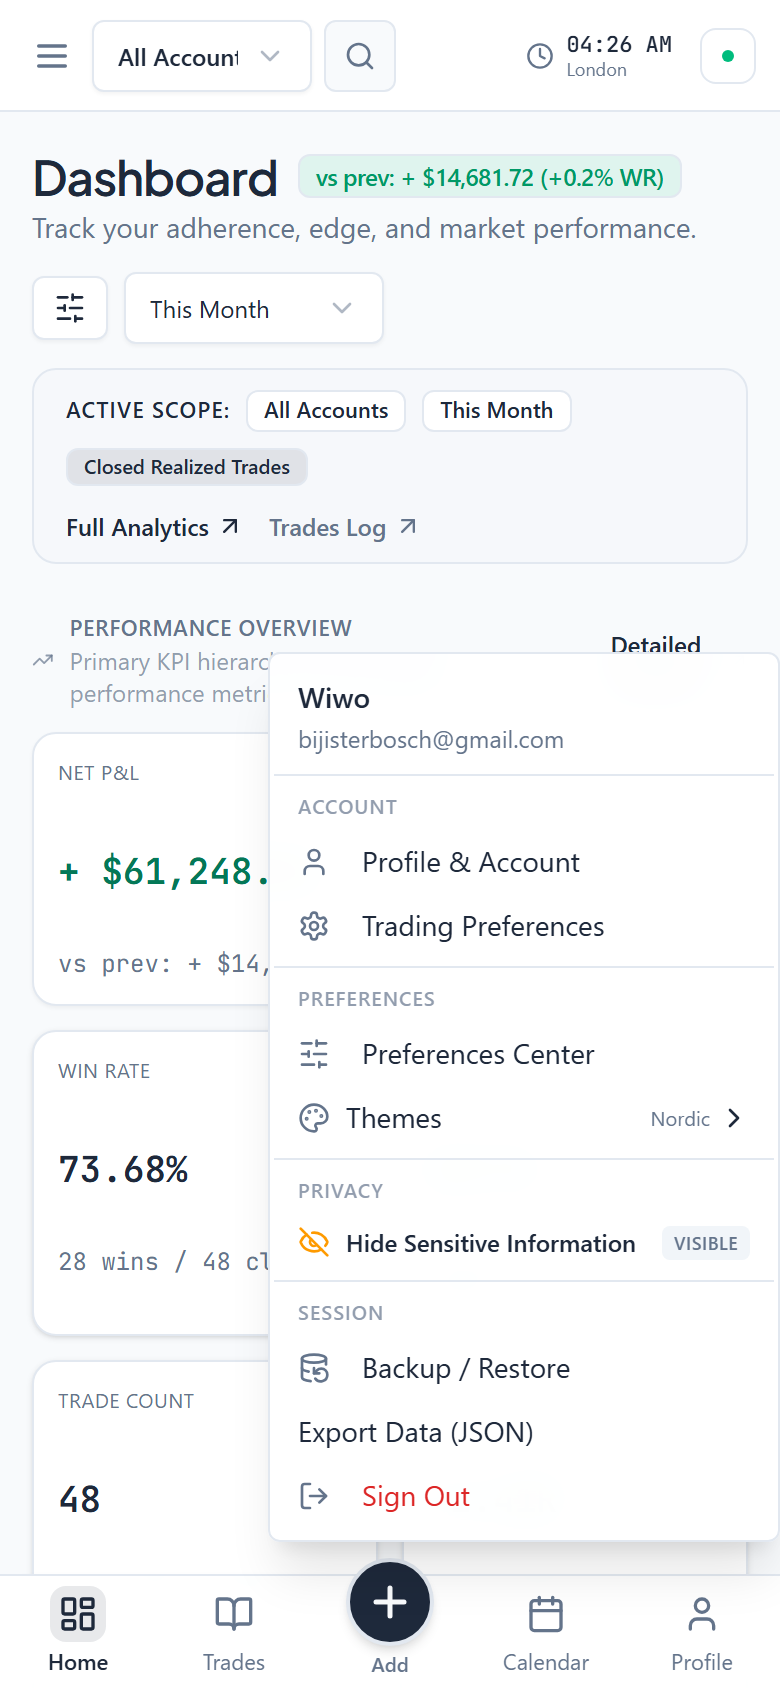 All Account
04:26 AM
London
Dashboard
vs prev: + $14,681.72 (+0.2% WR)
Track your adherence, edge, and market performance.
This Month
ACTIVE SCOPE:
All Accounts
This Month
Closed Realized Trades
Full Analytics
Trades Log
PERFORMANCE OVERVIEW
Primary KPI hierarc
performance metri
Detailed
Wiwo
bijisterbosch@gmail.com
ACCOUNT
Profile & Account
Trading Preferences
PREFERENCES
Preferences Center
Themes
Nordic
PRIVACY
Hide Sensitive Information
VISIBLE
SESSION
Backup / Restore
Export Data (JSON)
Sign Out
NET P&L
+ $61,248.
vs prev: + $14,
WIN RATE
73.68%
28 wins / 48 cl
TRADE COUNT
48
Home
Trades
Add
Calendar
Profile